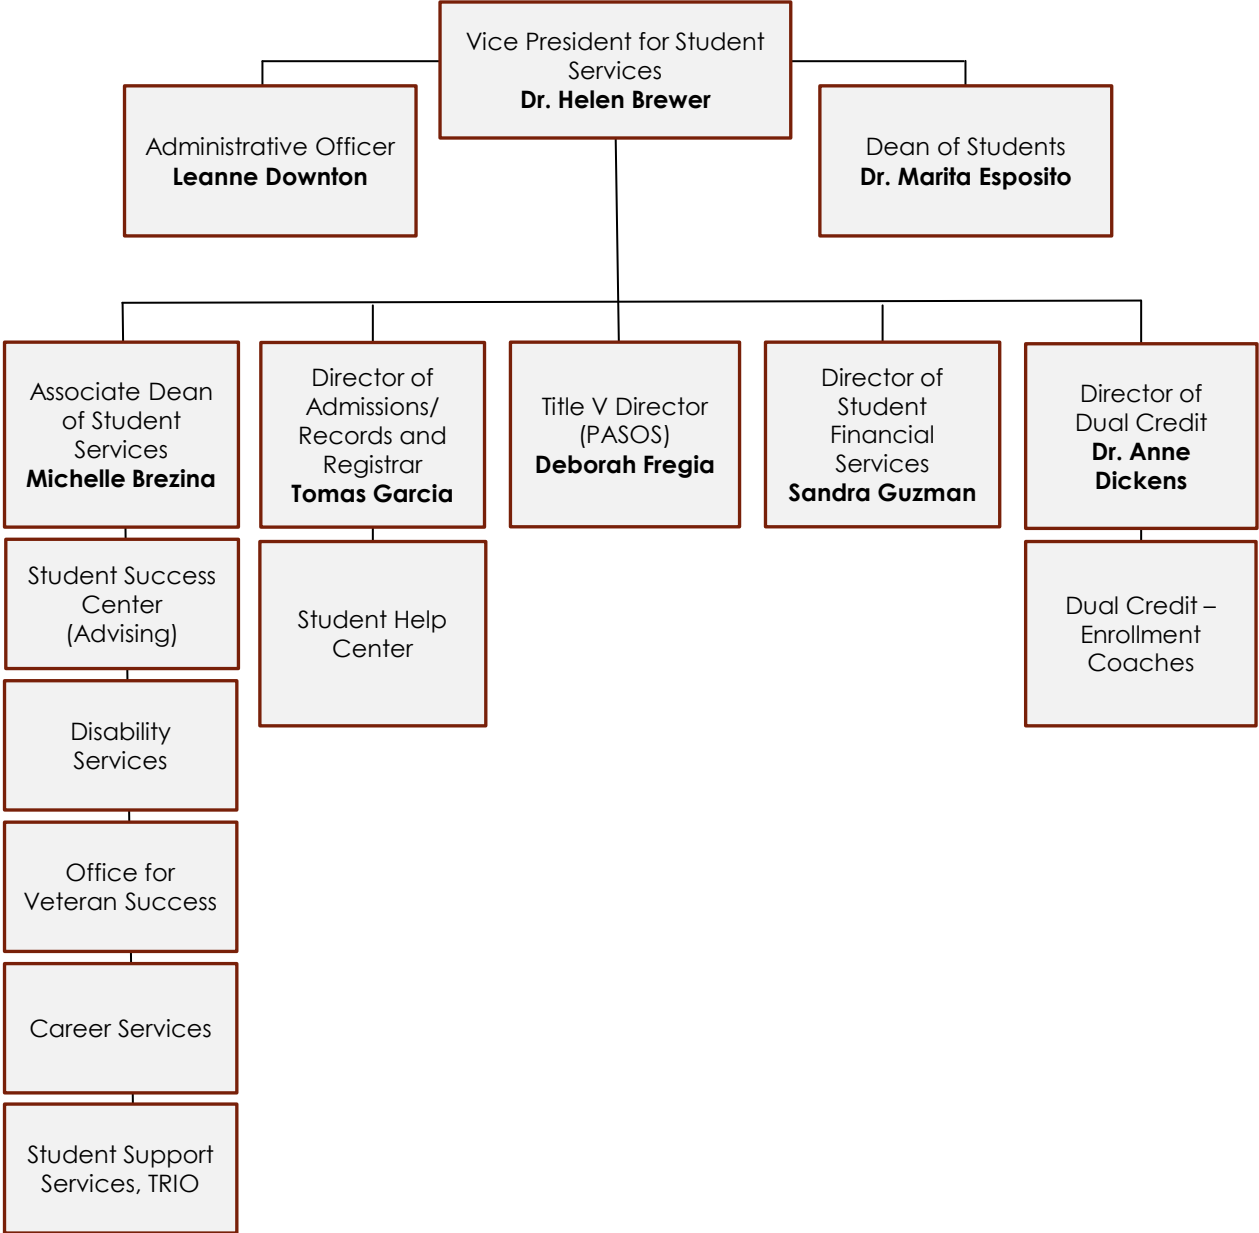 Vice President for Student
Services
Dr. Helen Brewer
Administrative Officer
Leanne Downton
Dean of Students
Dr. Marita Esposito
Associate Dean
of Student
Services
Michelle Brezina
Director of
Admissions/
Records and
Registrar
Tomas Garcia
Title V Director
(PASOS)
Deborah Fregia
Director of
Student
Financial
Services
Sandra Guzman
Director of
Dual Credit
Dr. Anne
Dickens
Student Success
Center
(Advising)
Student Help
Center
Dual Credit –
Enrollment
Coaches
Disability
Services
Office for
Veteran Success
Career Services
Student Support
Services, TRIO